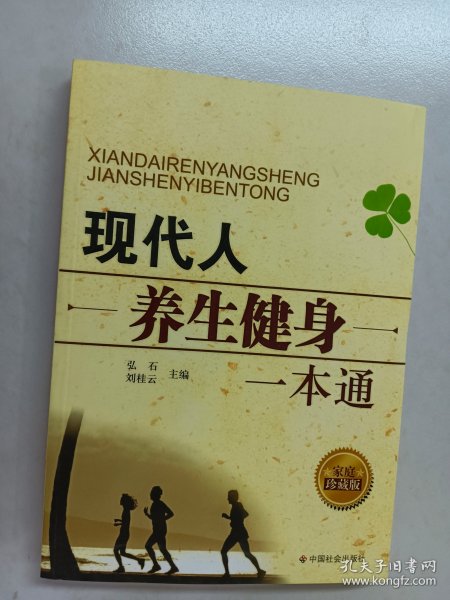 XIANDAIRENYANGSHENG
JIANSHENYIBENTONG
现代人
养生健身
一本通
弘 石
刘桂云 主编
家庭
珍藏版
中国社会出版社
孔夫子旧书网
www.kongfz.com